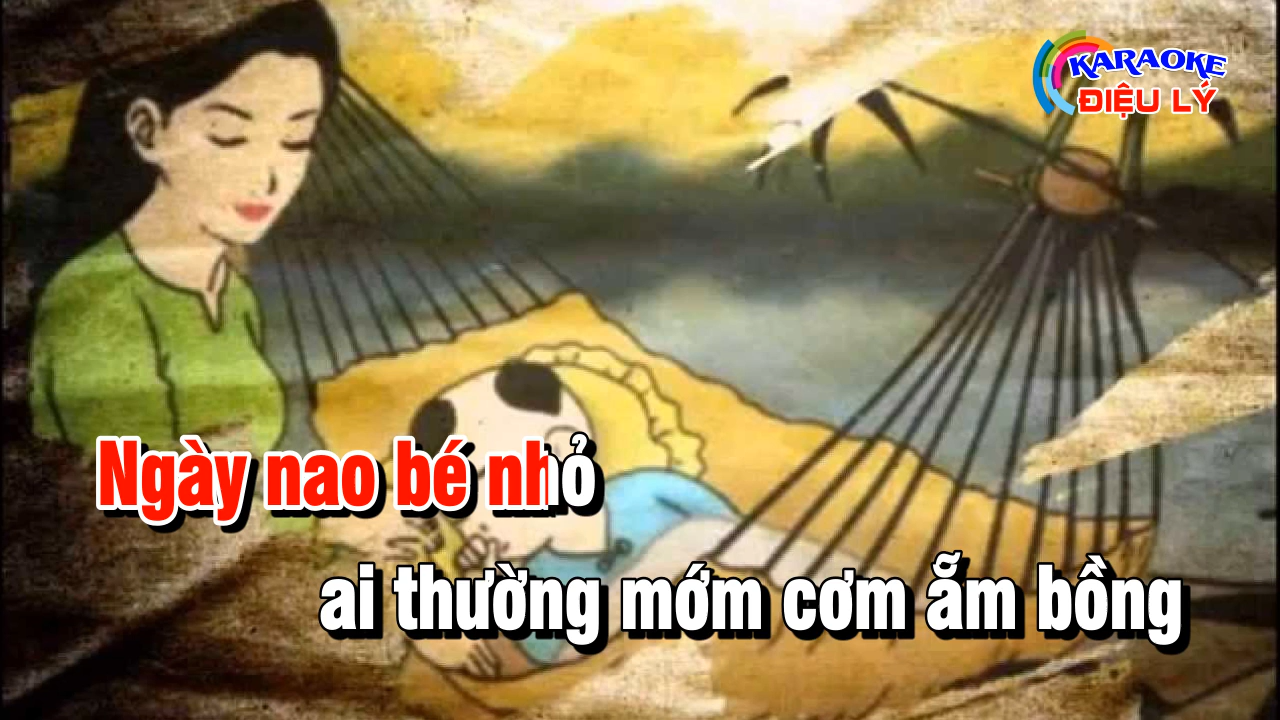 KARAOKE
ĐIỆU LÝ
Ngày nao bé nhỏ
ai thường mớm cơm ẵm bồng